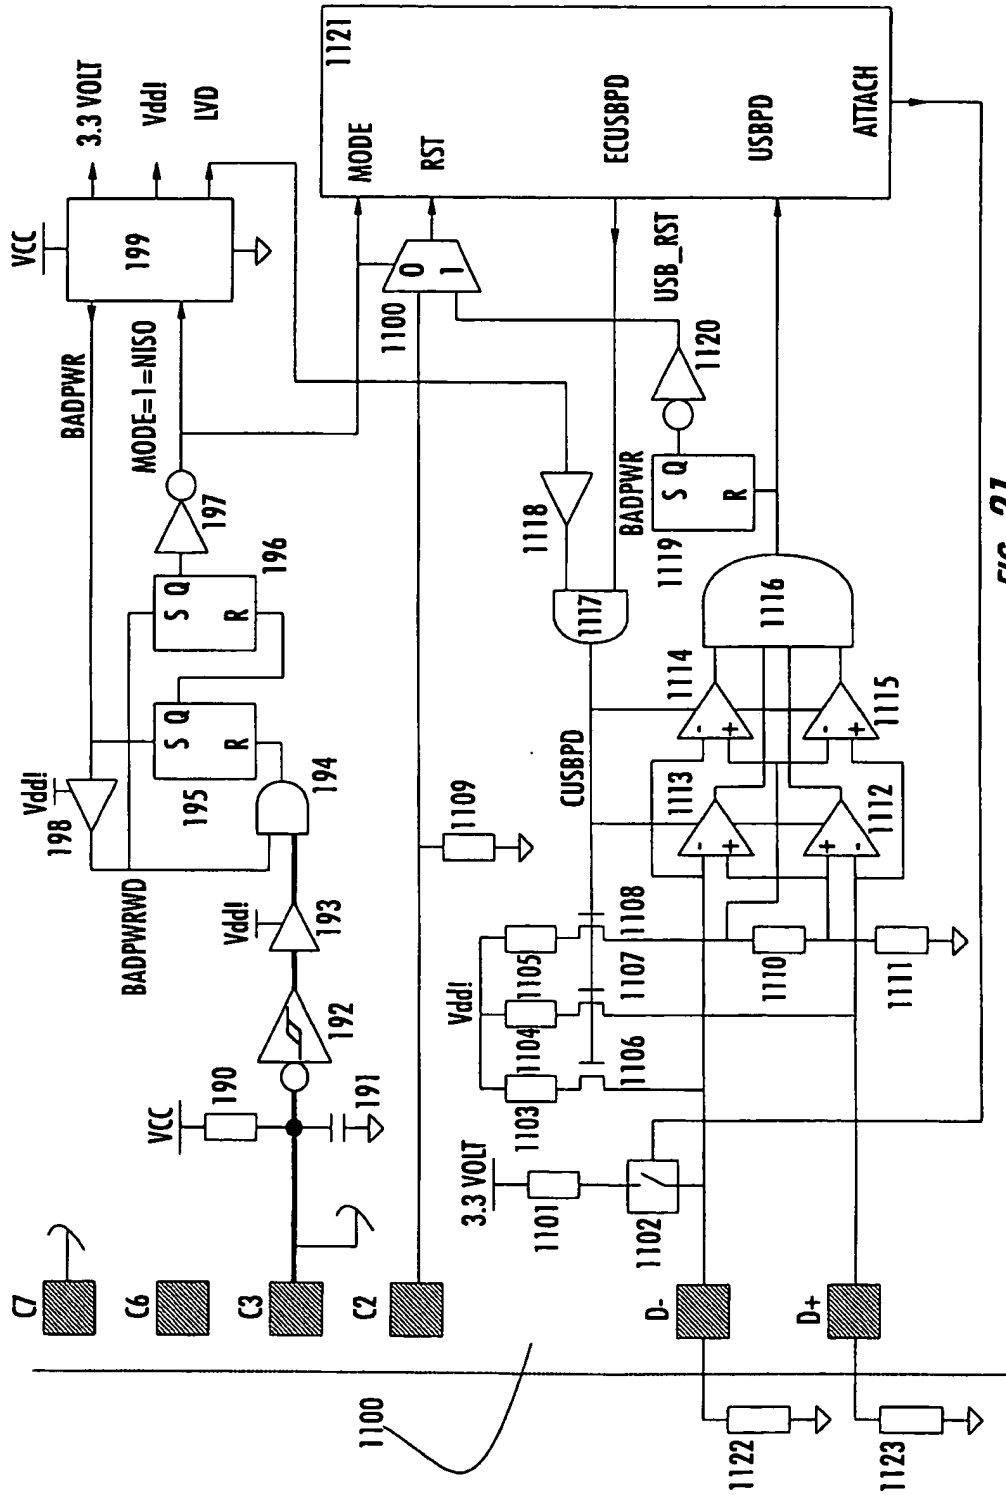 VCC
199
3.3 VOLT
Vdd!
LVD
BADPWR
MODE=1=NISO
197
S Q
R
196
S Q
R
195
Vdd!
198
194
BADPWRWD
Vdd!
193
192
VCC
190
191
C7
C6
C3
C2
1109
1100
0
1
1121
MODE
RST
ECUSBPD
USBPD
ATTACH
USB_RST
1120
BADPWR
S Q
R
1119
1118
1117
CUSBPD
1116
1114
- +
1115
- +
1113
- +
1112
+ -
Vdd!
1105
1104
1103
1108
1107
1106
1110
1111
3.3 VOLT
1101
1102
D-
D+
1100
1122
1123
FIG. 21